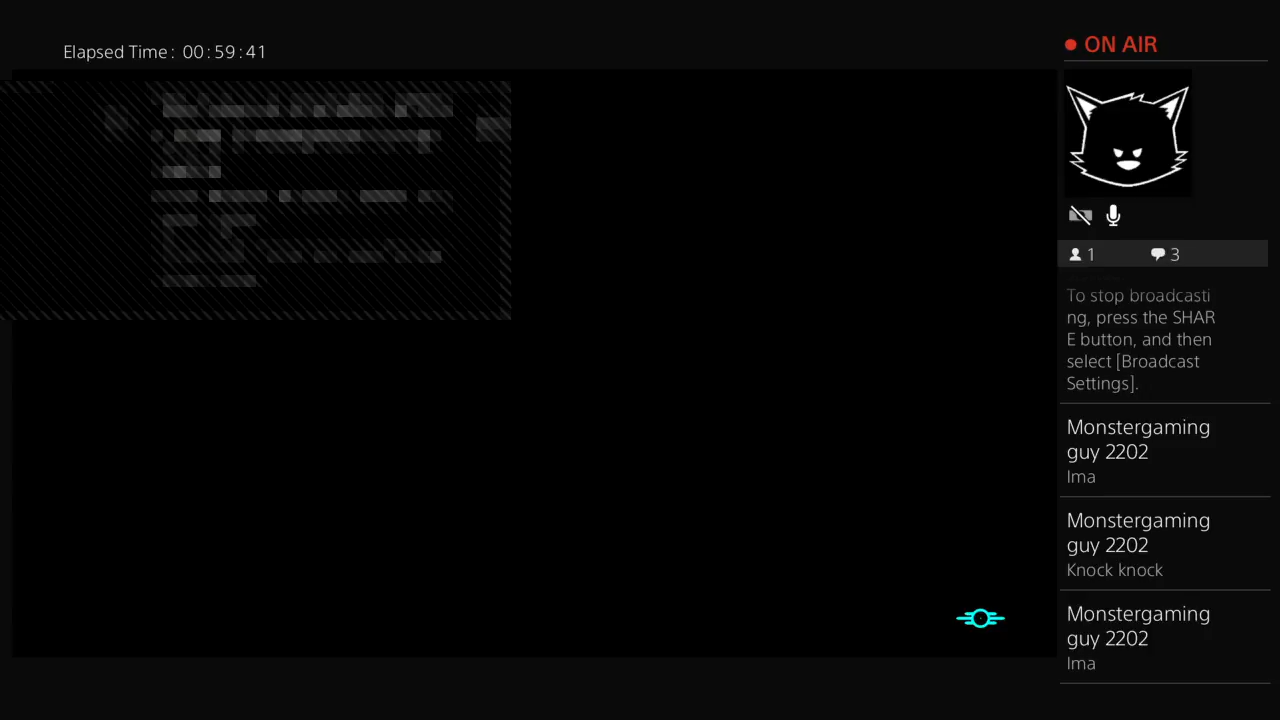 Elapsed Time: 00:59:41
ON AIR
1
3
To stop broadcasti
ng, press the SHAR
E button, and then
select [Broadcast
Settings].
Monstergaming
guy 2202
Ima
Monstergaming
guy 2202
Knock knock
Monstergaming
guy 2202
Ima